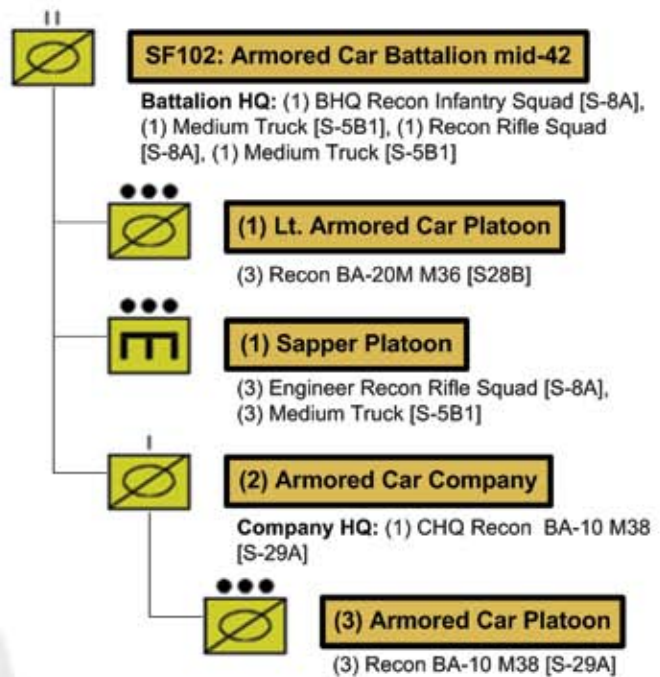 SF102: Armored Car Battalion mid-42
Battalion HQ: (1) BHQ Recon Infantry Squad [S-8A],
(1) Medium Truck [S-5B1], (1) Recon Rifle Squad
[S-8A], (1) Medium Truck [S-5B1]
(1) Lt. Armored Car Platoon
(3) Recon BA-20M M36 [S28B]
(1) Sapper Platoon
(3) Engineer Recon Rifle Squad [S-8A],
(3) Medium Truck [S-5B1]
(2) Armored Car Company
Company HQ: (1) CHQ Recon BA-10 M38
[S-29A]
(3) Armored Car Platoon
(3) Recon BA-10 M38 [S-29A]